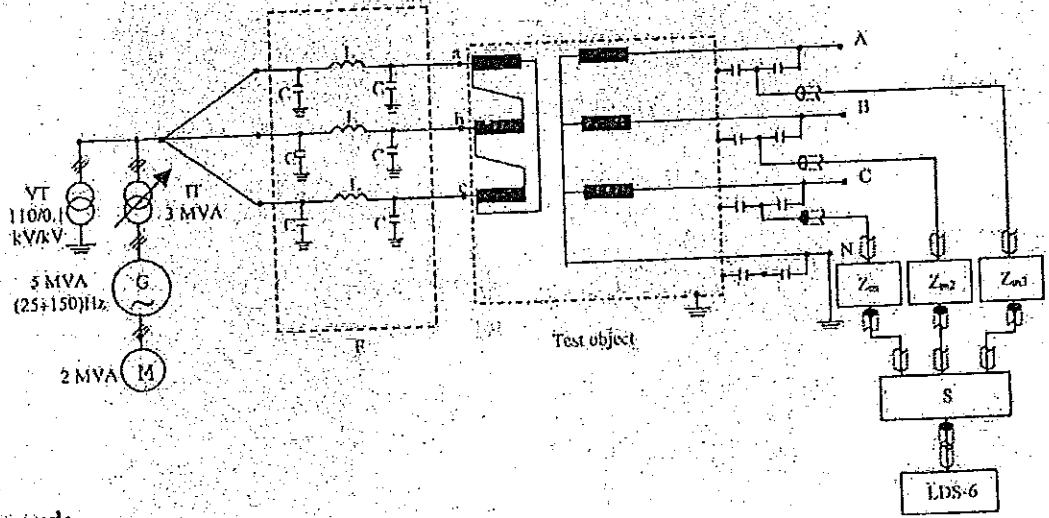 A
L
a
C
C
B
L
b
VT
110/0.1
kV/kV
IT
3 MVA
C
C
C
L
c
C
C
5 MVA
(25÷150)Hz
G
N
Z
Zm2
Zm3
F
Test object
2 MVA
M
S
LDS-6